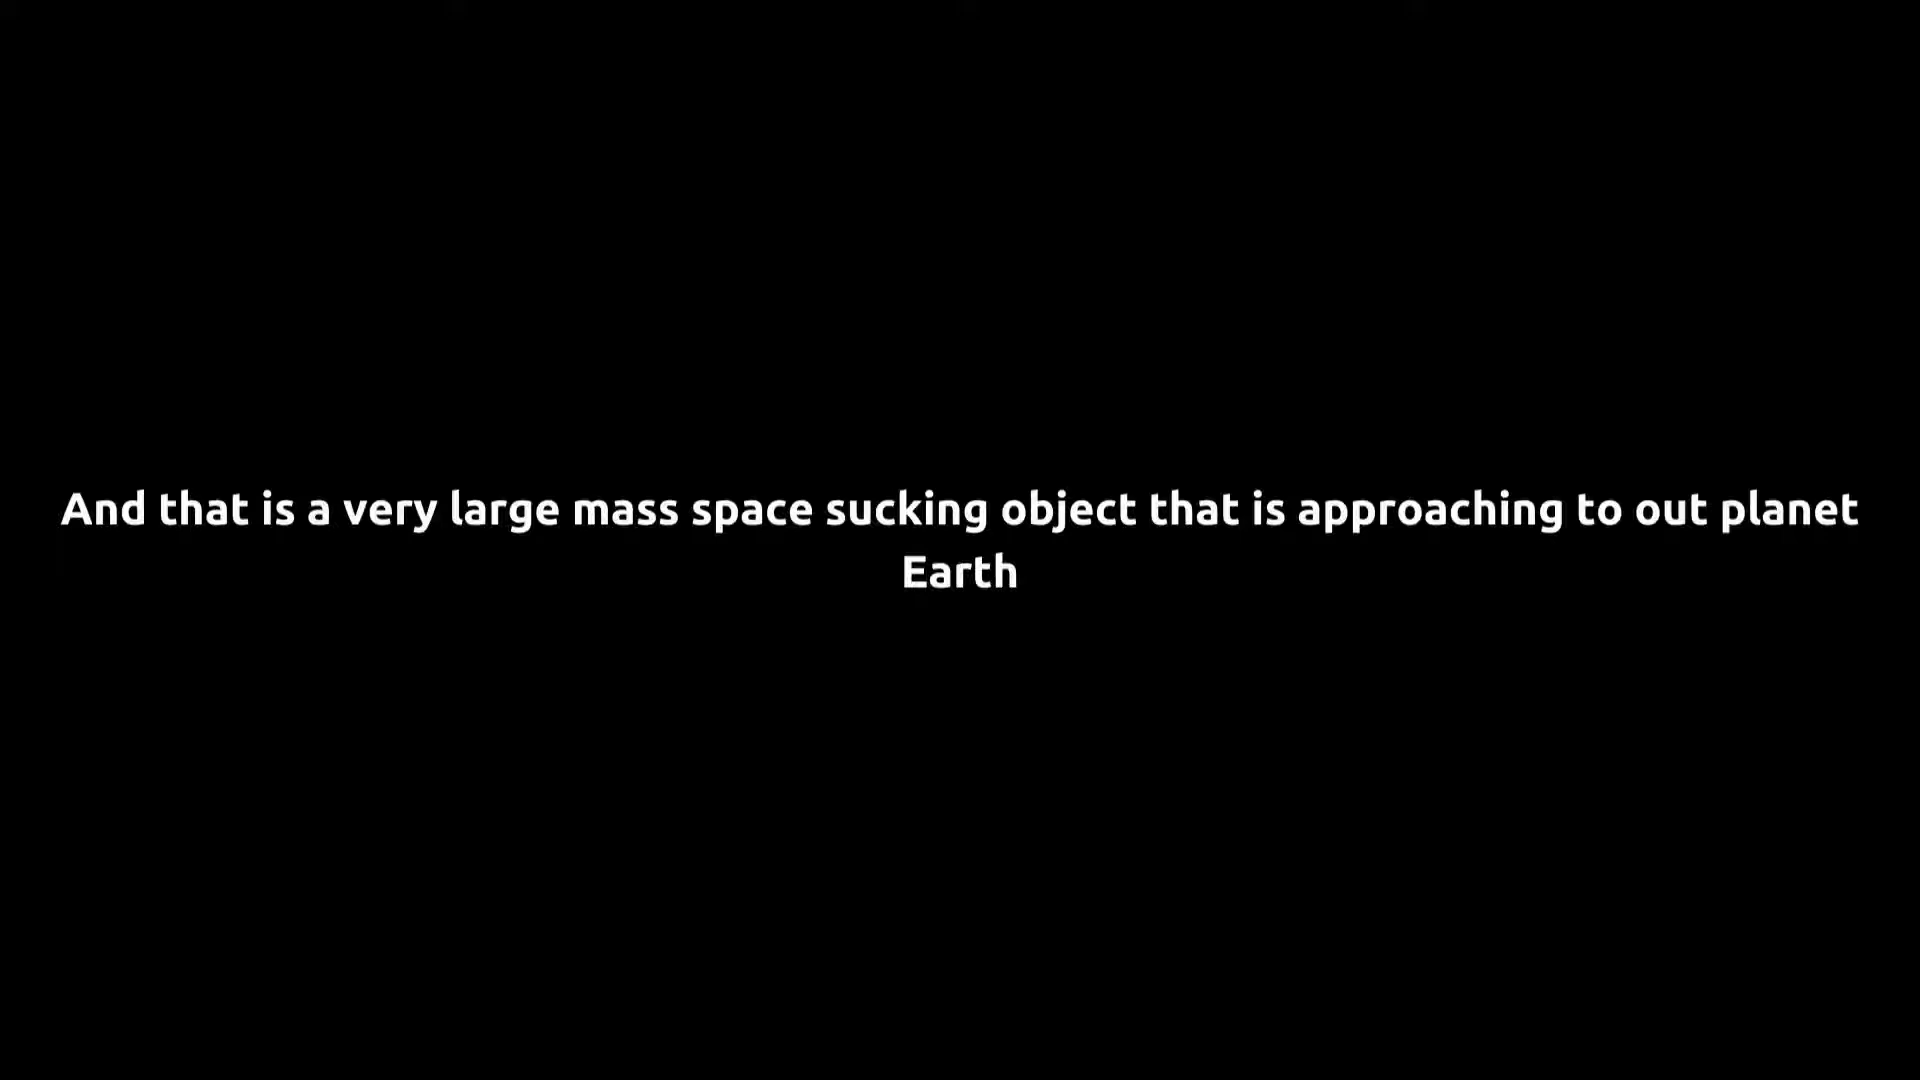 And that is a very large mass space sucking object that is approaching to out planet
Earth